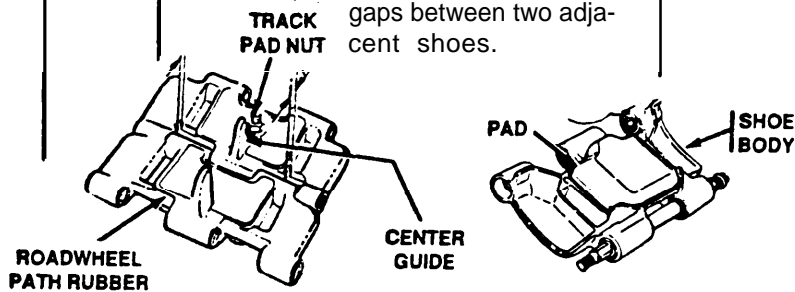 gaps between two adja-
cent shoes.
TRACK
PAD NUT
PAD
SHOE
BODY
CENTER
GUIDE
ROADWHEEL
PATH RUBBER